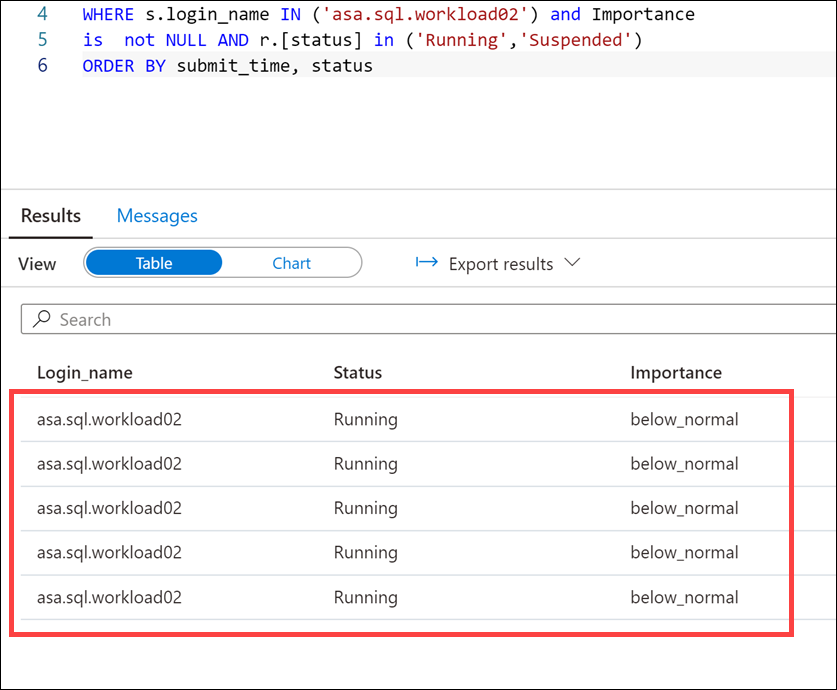 4 WHERE s.login_name IN ('asa.sql.workload02') and Importance
5 is  not NULL AND r.[status] in ('Running','Suspended')
6 ORDER BY submit_time, status
Results Messages
View Table Chart Export results
Search
Login_name Status Importance
asa.sql.workload02 Running below_normal
asa.sql.workload02 Running below_normal
asa.sql.workload02 Running below_normal
asa.sql.workload02 Running below_normal
asa.sql.workload02 Running below_normal